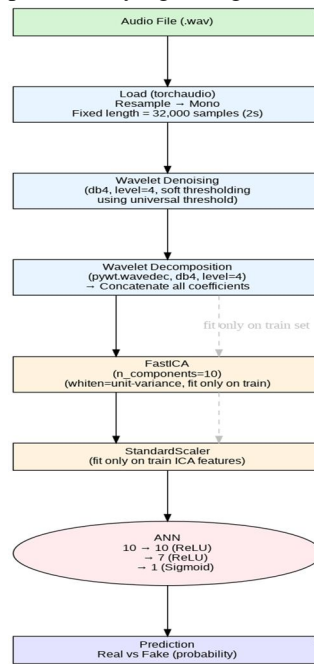 Audio File (.wav)
Load (torchaudio)
Resample → Mono
Fixed length = 32,000 samples (2s)
Wavelet Denoising
(db4, level=4, soft thresholding
using universal threshold)
Wavelet Decomposition
(pywt.wavedec, db4, level=4)
→ Concatenate all coefficients
fit only on train set
FastICA
(n_components=10)
(whiten=unit-variance, fit only on train)
StandardScaler
(fit only on train ICA features)
ANN
10 → 10 (ReLU)
→ 7 (ReLU)
→ 1 (Sigmoid)
Prediction
Real vs Fake (probability)